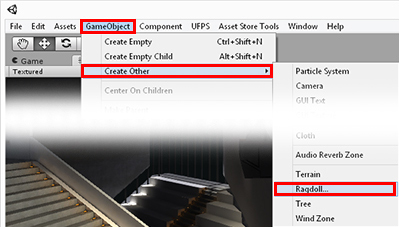 File Edit Assets GameObject Component UFPS Asset Store Tools Window Help
Create Empty Ctrl+Shift+N
Game Create Empty Child Alt+Shift+N
Textured Create Other
Particle System
Center On Children Camera
GUI Text
Cloth
Audio Reverb Zone
Terrain
Ragdoll...
Tree
Wind Zone